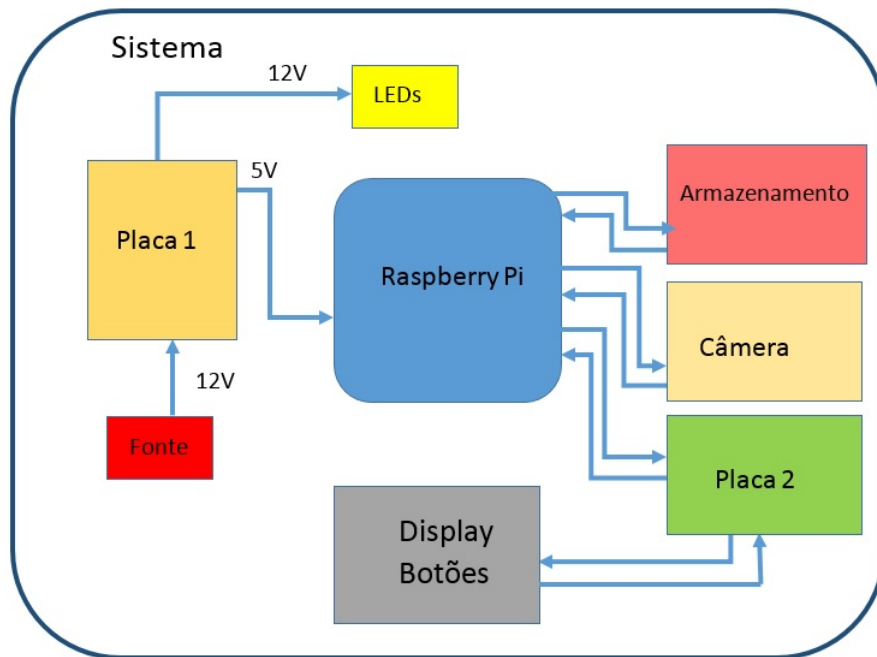 Sistema
12V
LEDs
5V
Armazenamento
Placa 1
Raspberry Pi
Câmera
12V
Fonte
Placa 2
Display
Botões